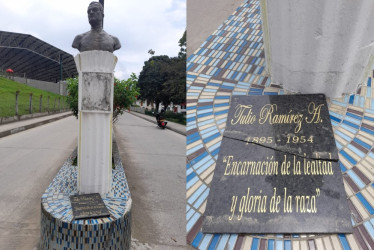 Tulio Ramírez A.
1895 - 1954
"Encarnación de la lealtad
y gloria de la raza"